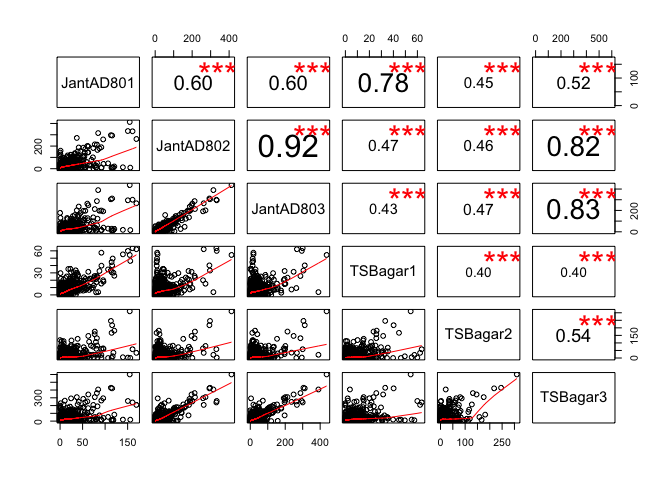 0 200 400 0 20 40 60 0 200 500
JantAD801 *** 0.60 *** 0.60 *** 0.78 *** 0.45 *** 0.52 0 50 150
0 200 JantAD802 *** 0.92 *** 0.47 *** 0.46 *** 0.82
JantAD803 *** 0.43 *** 0.47 *** 0.83 0 200
0 30 60 TSBagar1 *** 0.40 *** 0.40
TSBagar2 *** 0.54 0 150
0 300 TSBagar3
0 50 150 0 200 400 0 100 250